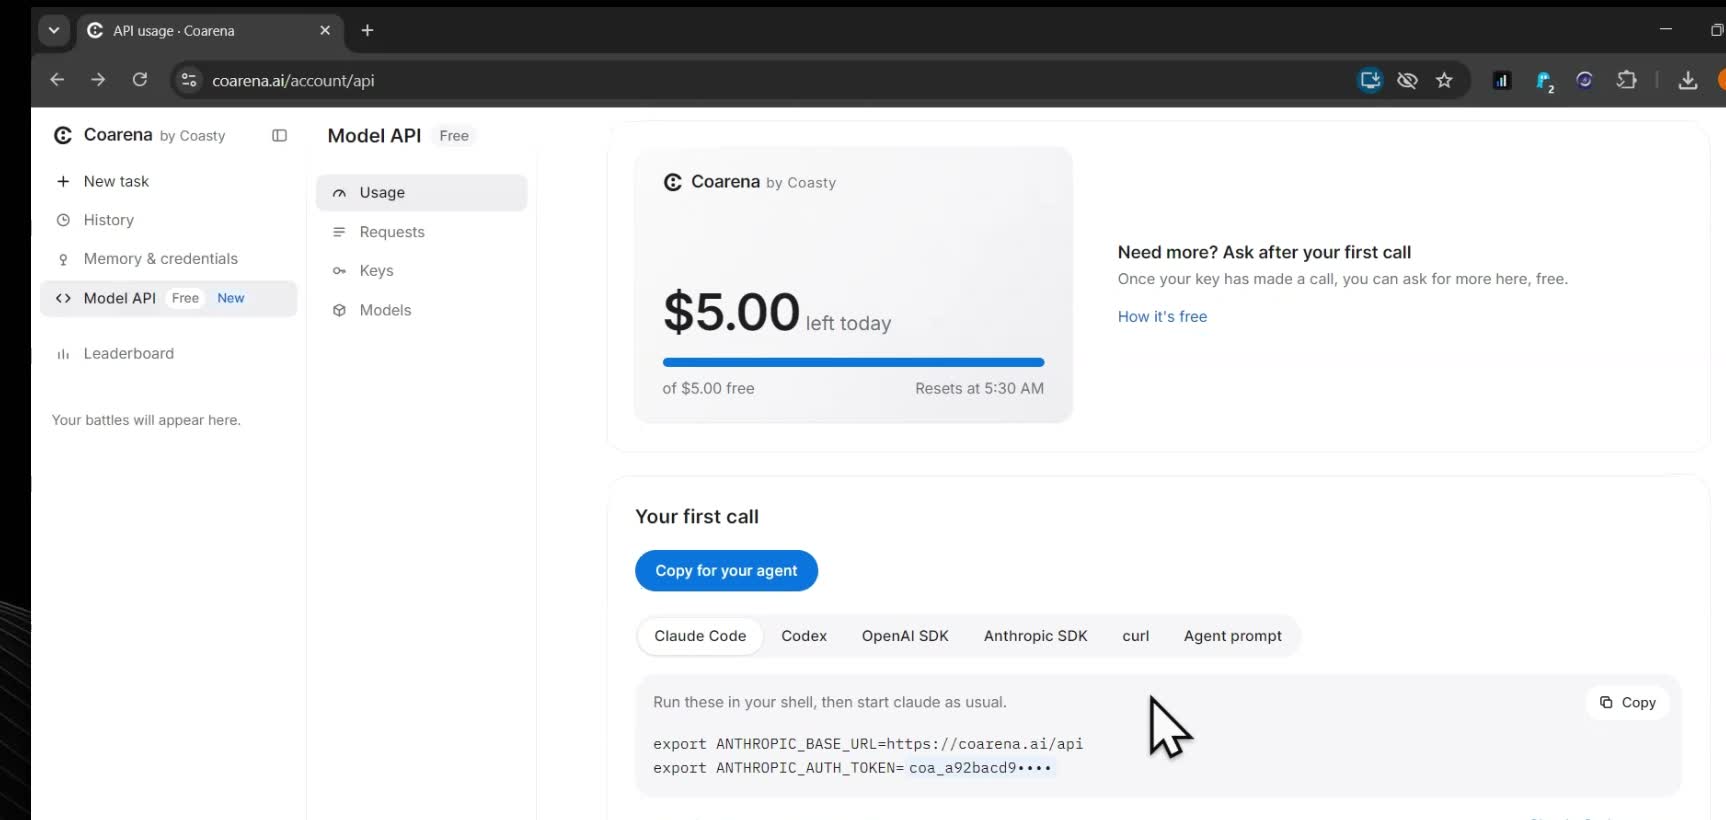 API usage · Coarena
coarena.ai/account/api
2
Coarena by Coasty
New task
History
Memory & credentials
Model API Free New
Leaderboard
Your battles will appear here.
Model API Free
Usage
Requests
Keys
Models
Coarena by Coasty
$5.00 left today
of $5.00 free Resets at 5:30 AM
Need more? Ask after your first call
Once your key has made a call, you can ask for more here, free.
How it's free
Your first call
Copy for your agent
Claude Code Codex OpenAI SDK Anthropic SDK curl Agent prompt
Run these in your shell, then start claude as usual.
Copy
export ANTHROPIC_BASE_URL=https://coarena.ai/api
export ANTHROPIC_AUTH_TOKEN=coa_a92bacd9••••